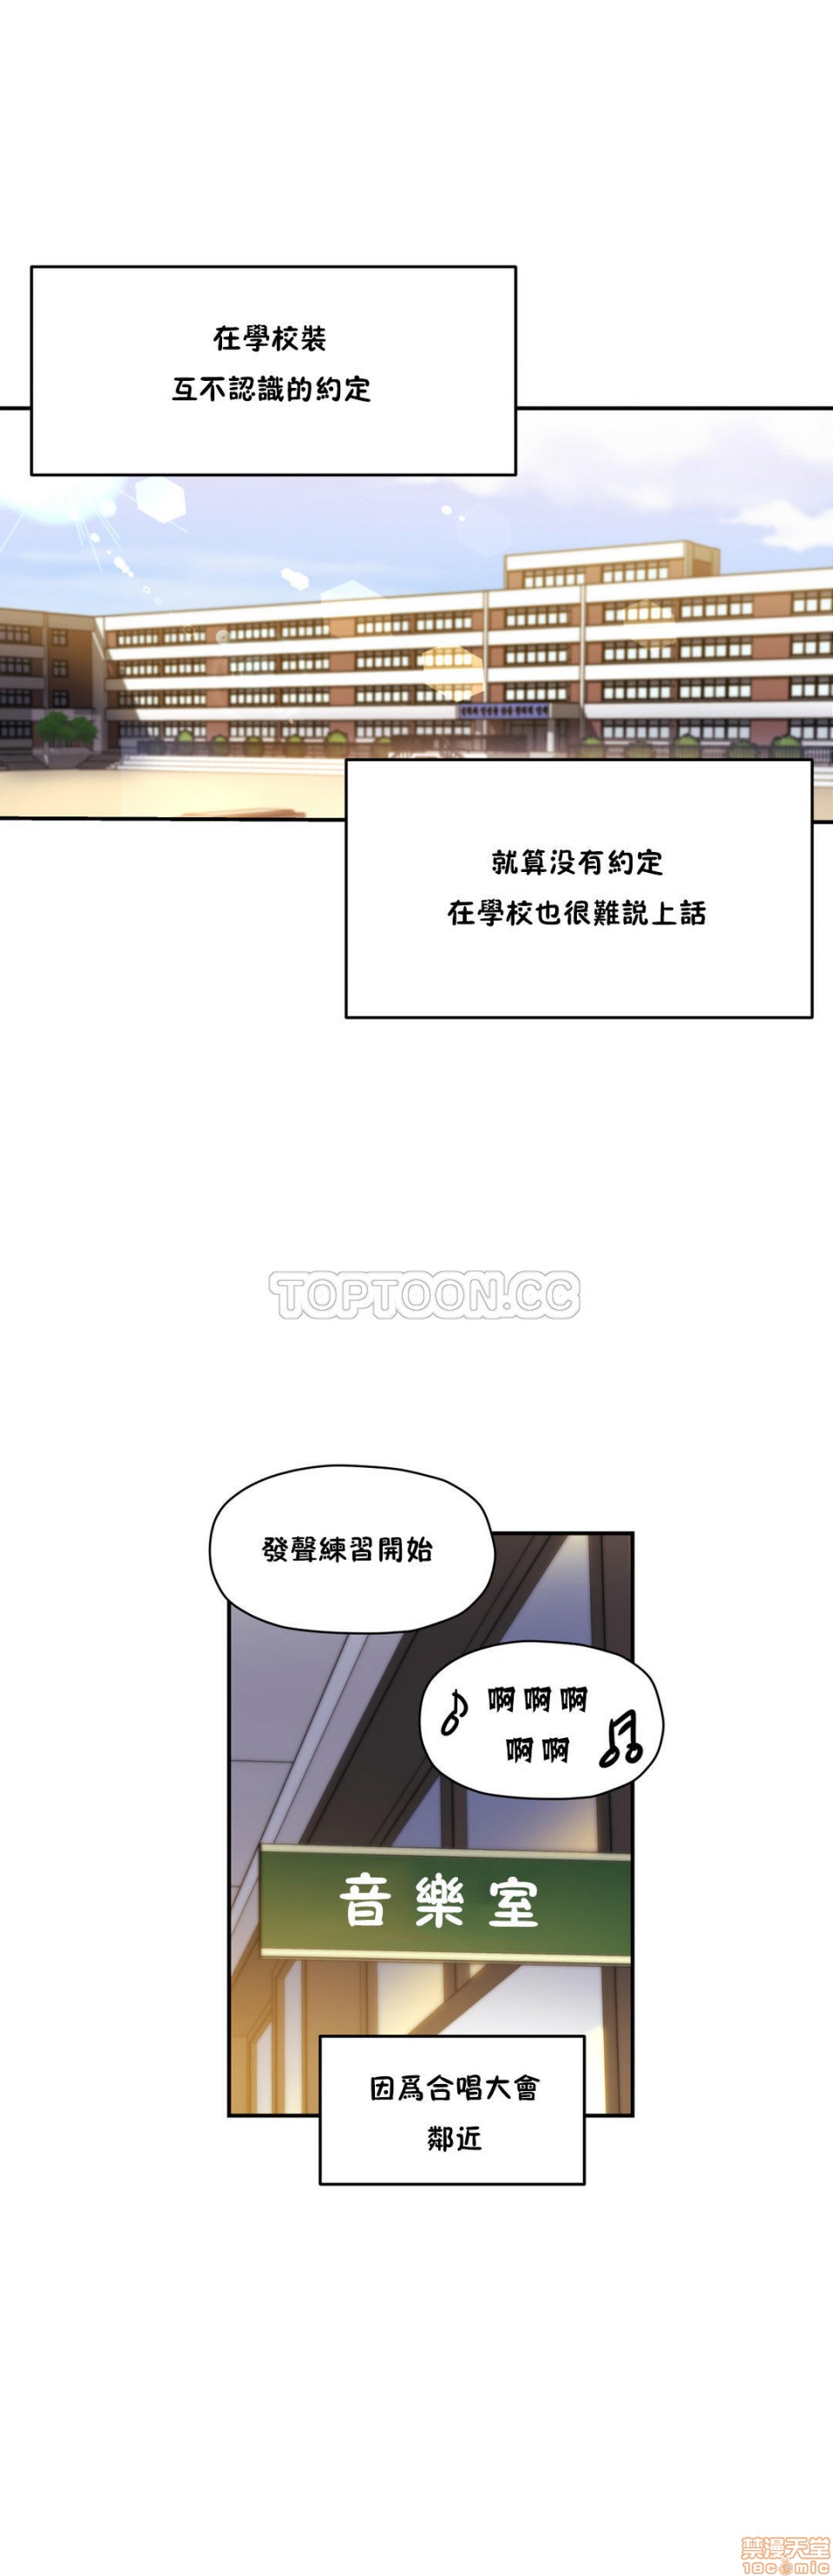 在學校裝
互不認識的約定
就算没有約定
在學校也很難説上話
TOPTOON.CC
發聲練習開始
啊啊啊
啊啊
音樂室
因爲合唱大會
鄰近
禁漫天堂
18comic